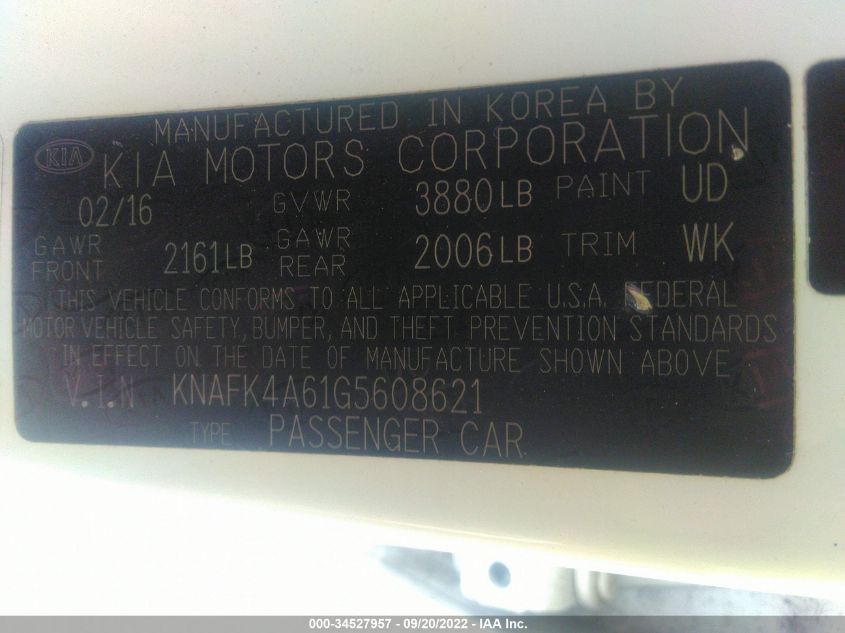 MANUFACTURED IN KOREA BY
KIA KIA MOTORS CORPORATION
02/16 GVWR 3880LB PAINT UD
GAWR FRONT 2161LB GAWR REAR 2006LB TRIM WK
THIS VEHICLE CONFORMS TO ALL APPLICABLE U.S.A. FEDERAL
MOTOR VEHICLE SAFETY, BUMPER, AND THEFT PREVENTION STANDARDS
IN EFFECT ON THE DATE OF MANUFACTURE SHOWN ABOVE
V.I.N KNAFK4A61G5608621
TYPE PASSENGER CAR
000-34527957 - 09/20/2022 - IAA Inc.